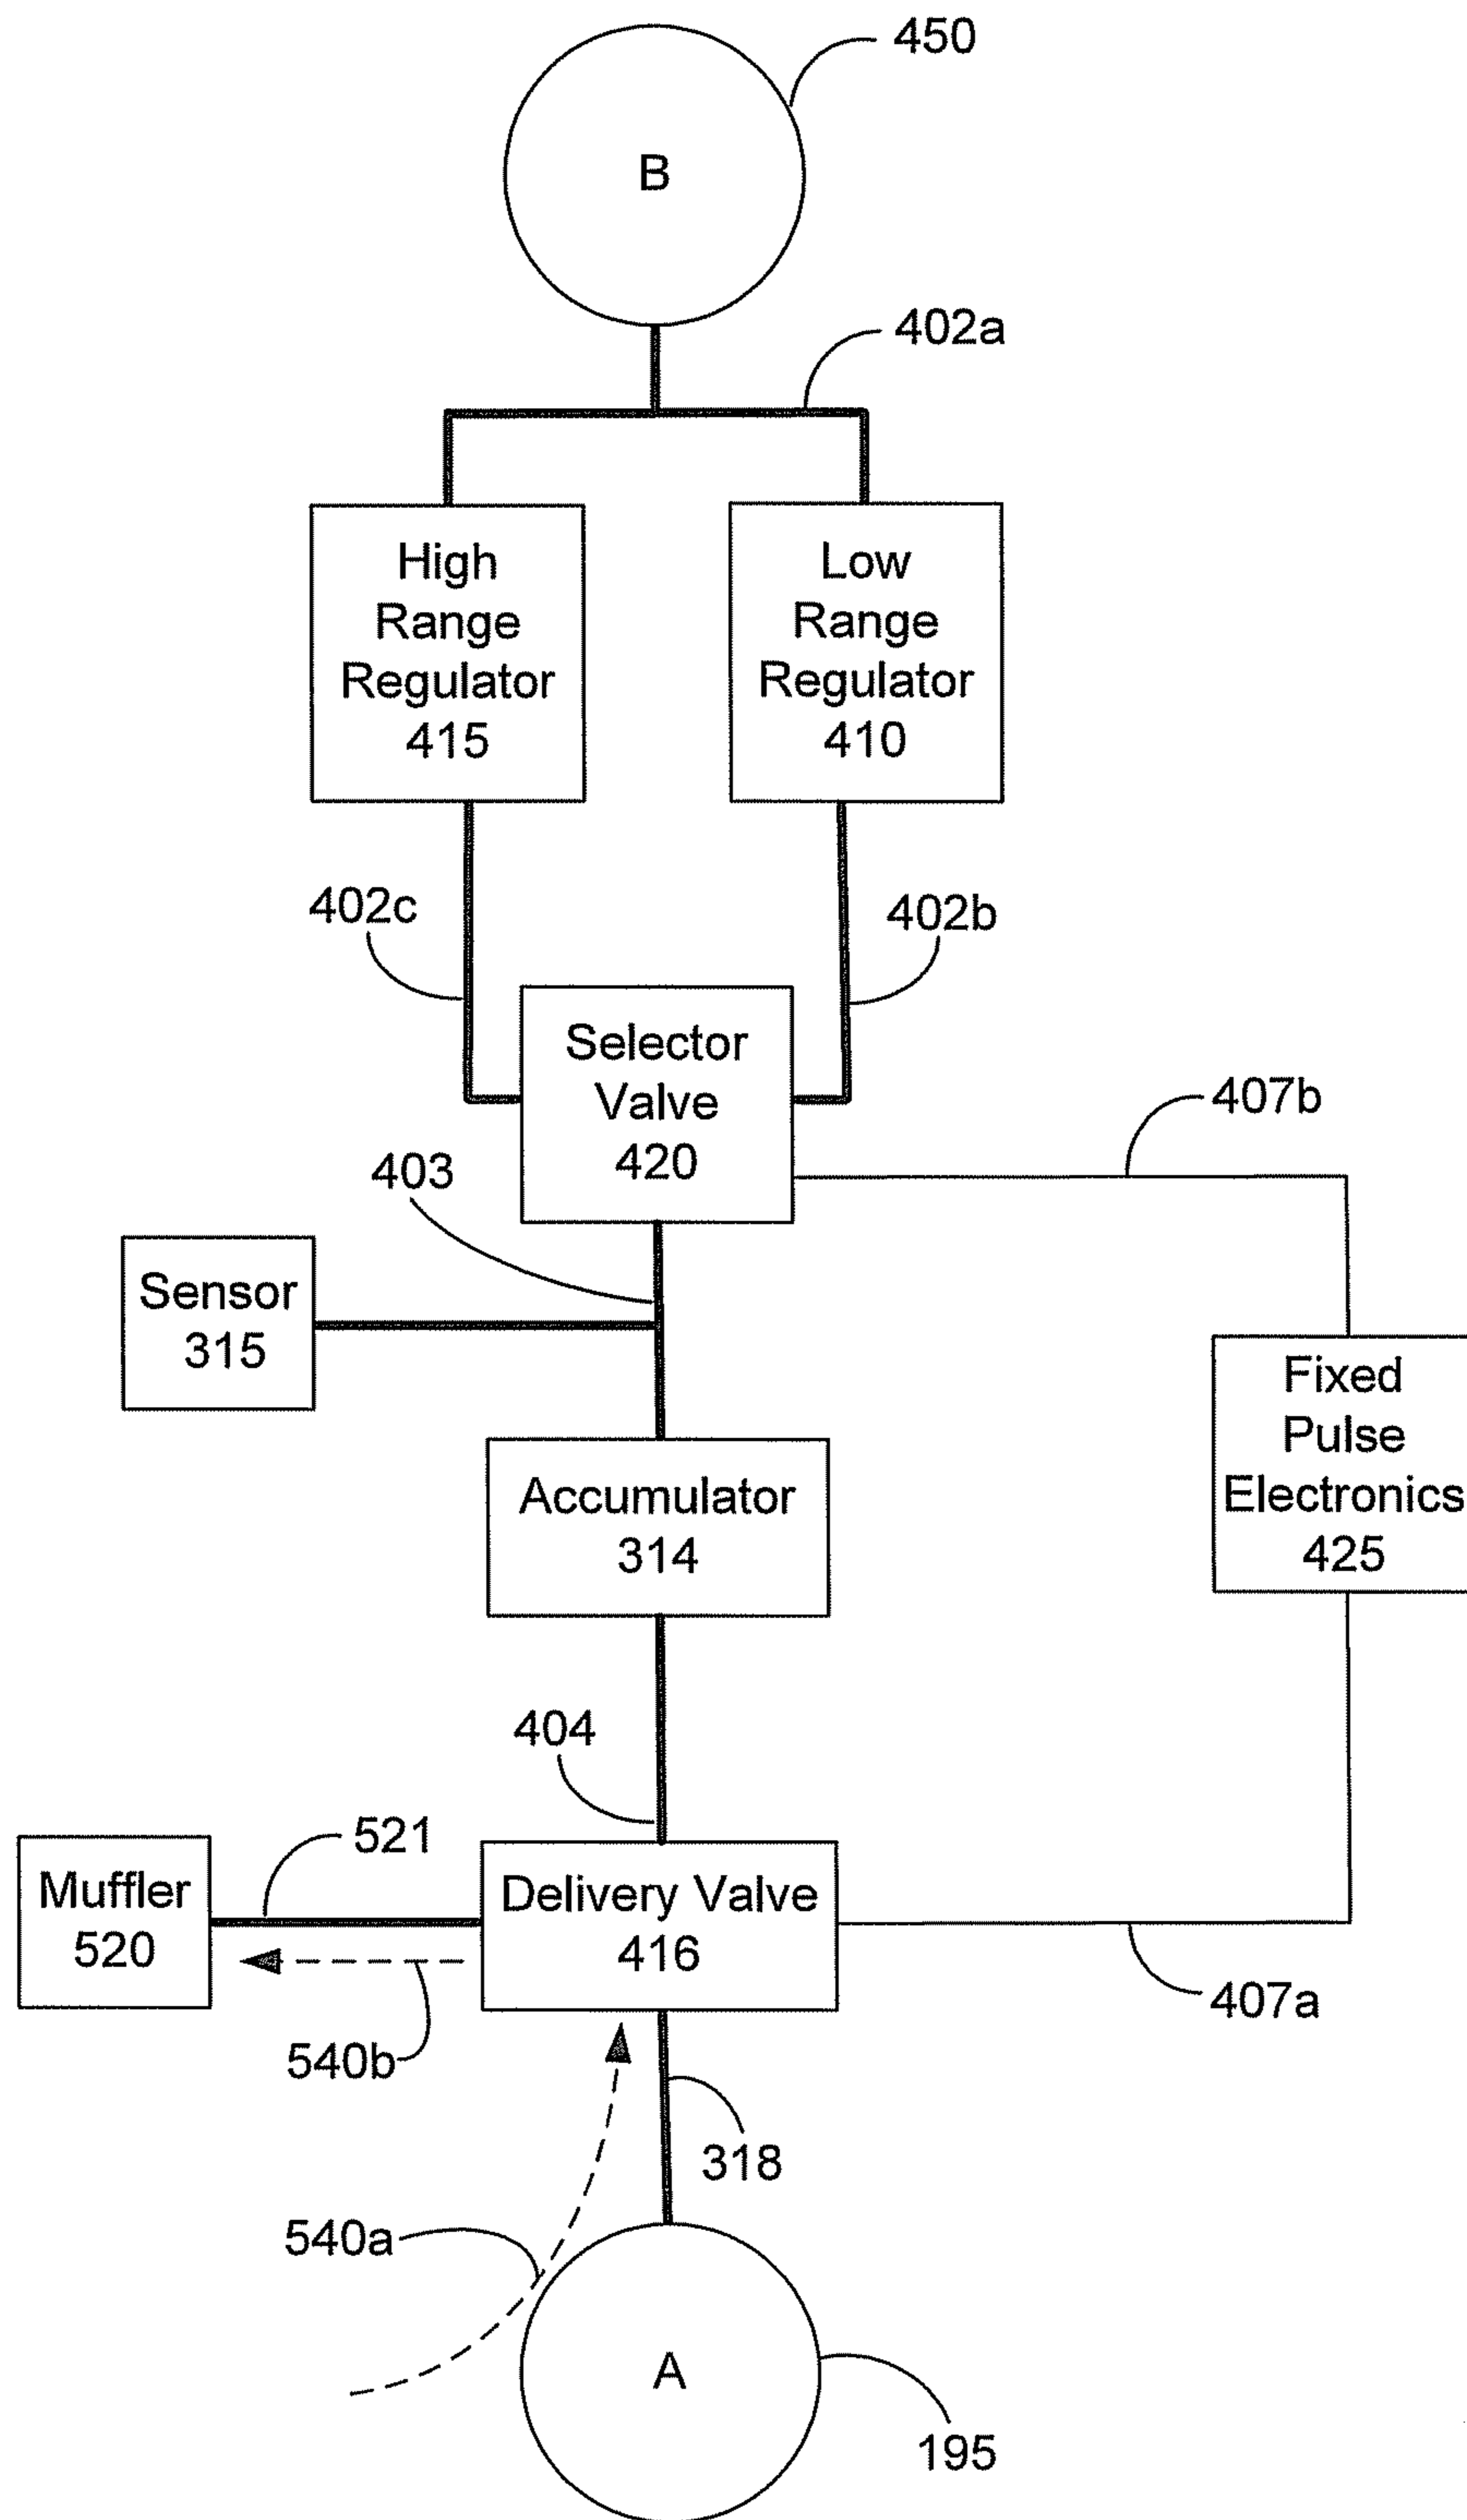 450
B
402a
High
Range
Regulator
415
Low
Range
Regulator
410
402c
402b
Selector
Valve
420
407b
403
Sensor
315
Fixed
Pulse
Electronics
425
Accumulator
314
404
521
Muffler
520
Delivery Valve
416
407a
540b
318
540a
A
195